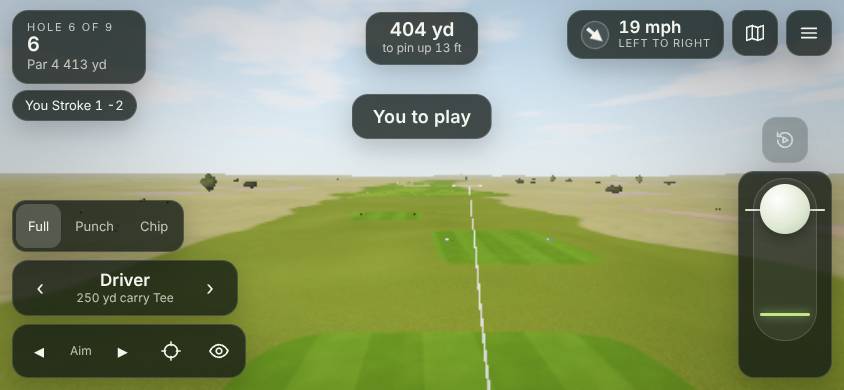 HOLE 6 OF 9
6
Par 4 413 yd
You Stroke 1 -2
404 yd
to pin up 13 ft
19 mph
LEFT TO RIGHT
You to play
Full Punch Chip
Driver
250 yd carry Tee
Aim